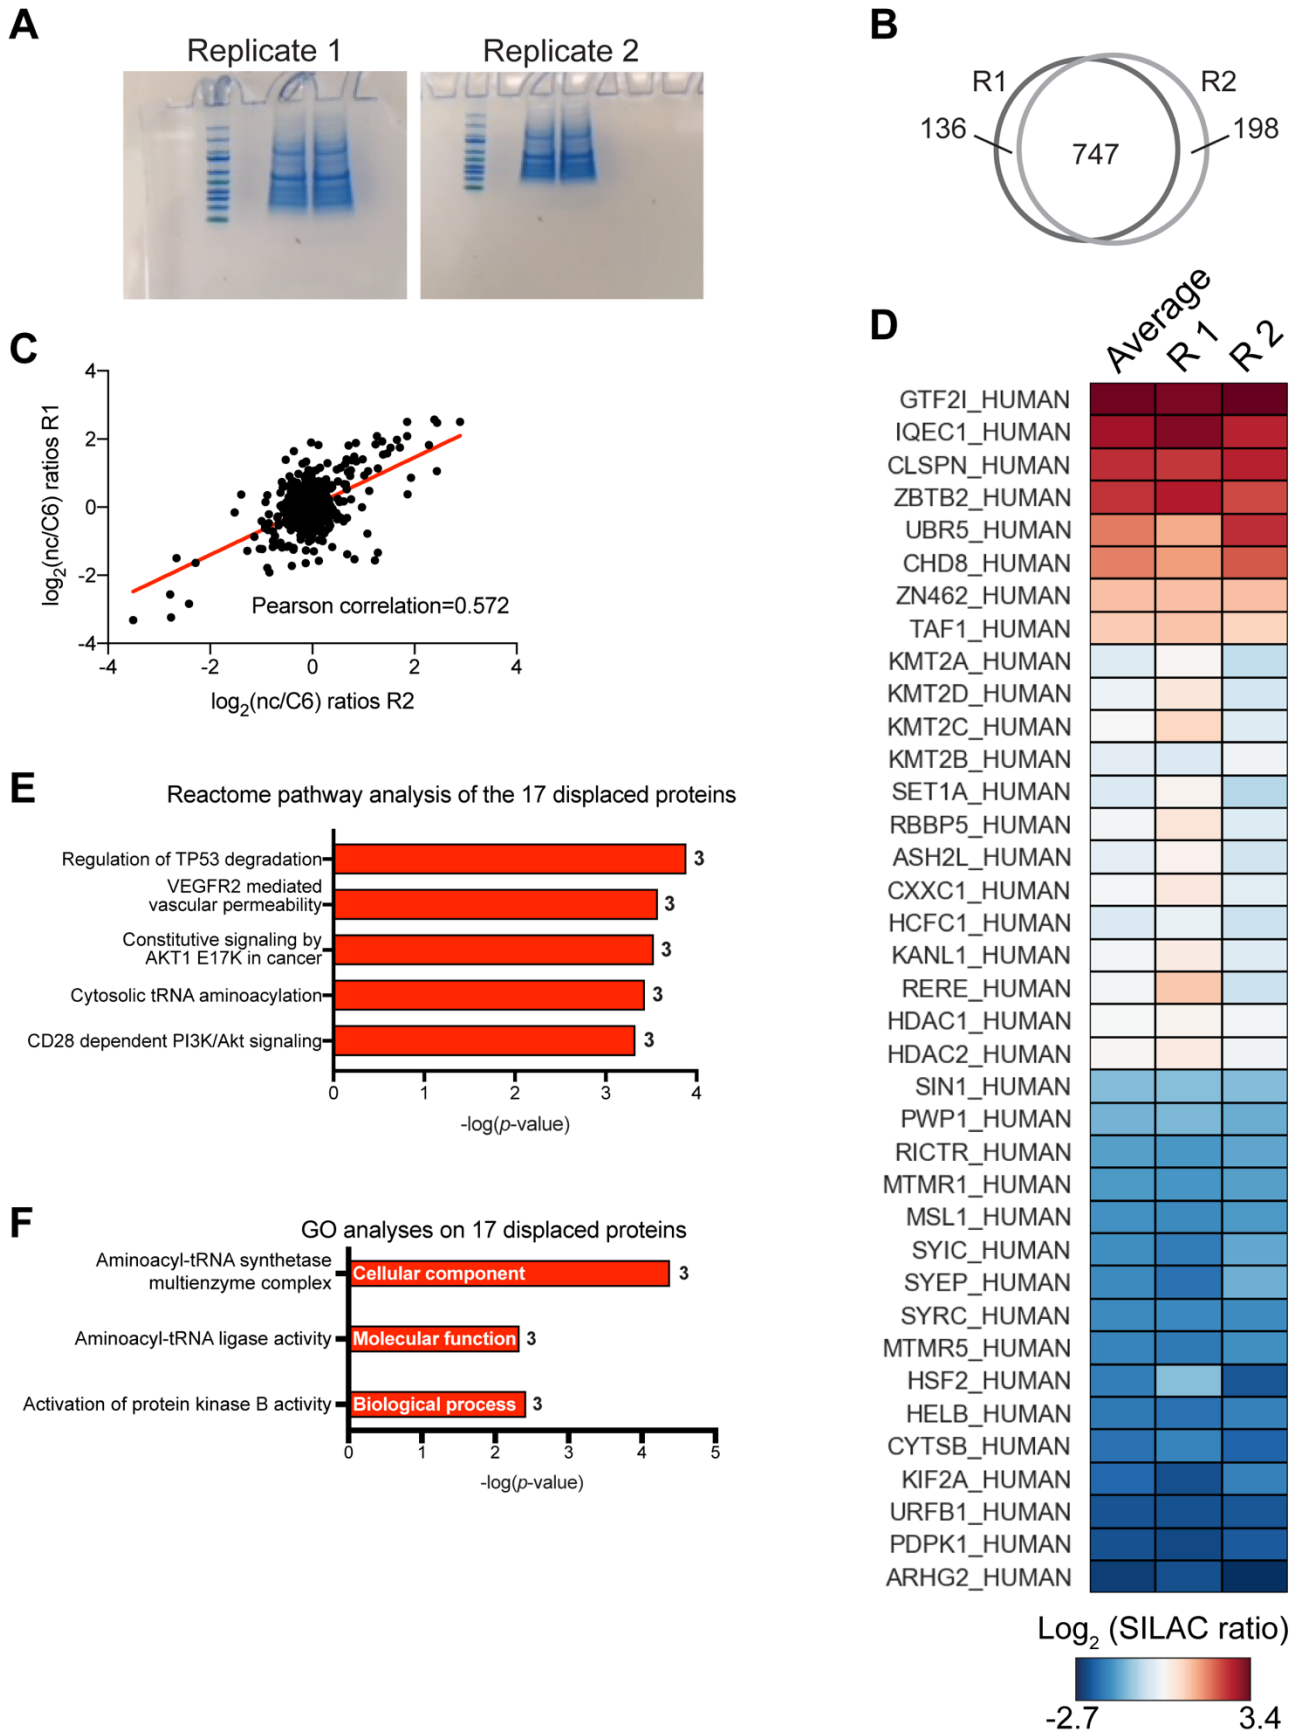 A
Replicate 1
Replicate 2
B
R1
R2
136
747
198
C
4
2
0
-2
-4
-4
-2
0
2
4
log2(nc/C6) ratios R1
Pearson correlation=0.572
log2(nc/C6) ratios R2
D
Average
R 1
R 2
GTF2I_HUMAN
IQEC1_HUMAN
CLSPN_HUMAN
ZBTB2_HUMAN
UBR5_HUMAN
CHD8_HUMAN
ZN462_HUMAN
TAF1_HUMAN
KMT2A_HUMAN
KMT2D_HUMAN
KMT2C_HUMAN
KMT2B_HUMAN
SET1A_HUMAN
RBBP5_HUMAN
ASH2L_HUMAN
CXXC1_HUMAN
HCFC1_HUMAN
KANL1_HUMAN
RERE_HUMAN
HDAC1_HUMAN
HDAC2_HUMAN
SIN1_HUMAN
PWP1_HUMAN
RICTR_HUMAN
MTMR1_HUMAN
MSL1_HUMAN
SYIC_HUMAN
SYEP_HUMAN
SYRC_HUMAN
MTMR5_HUMAN
HSF2_HUMAN
HELB_HUMAN
CYTSB_HUMAN
KIF2A_HUMAN
URFB1_HUMAN
PDPK1_HUMAN
ARHG2_HUMAN
Log2 (SILAC ratio)
-2.7
3.4
E
Reactome pathway analysis of the 17 displaced proteins
Regulation of TP53 degradation
3
VEGFR2 mediated
vascular permeability
3
Constitutive signaling by
AKT1 E17K in cancer
3
Cytosolic tRNA aminoacylation
3
CD28 dependent PI3K/Akt signaling
3
0
1
2
3
4
-log(p-value)
F
GO analyses on 17 displaced proteins
Aminoacyl-tRNA synthetase
multienzyme complex
Cellular component
3
Aminoacyl-tRNA ligase activity
Molecular function
3
Activation of protein kinase B activity
Biological process
3
0
1
2
3
4
5
-log(p-value)